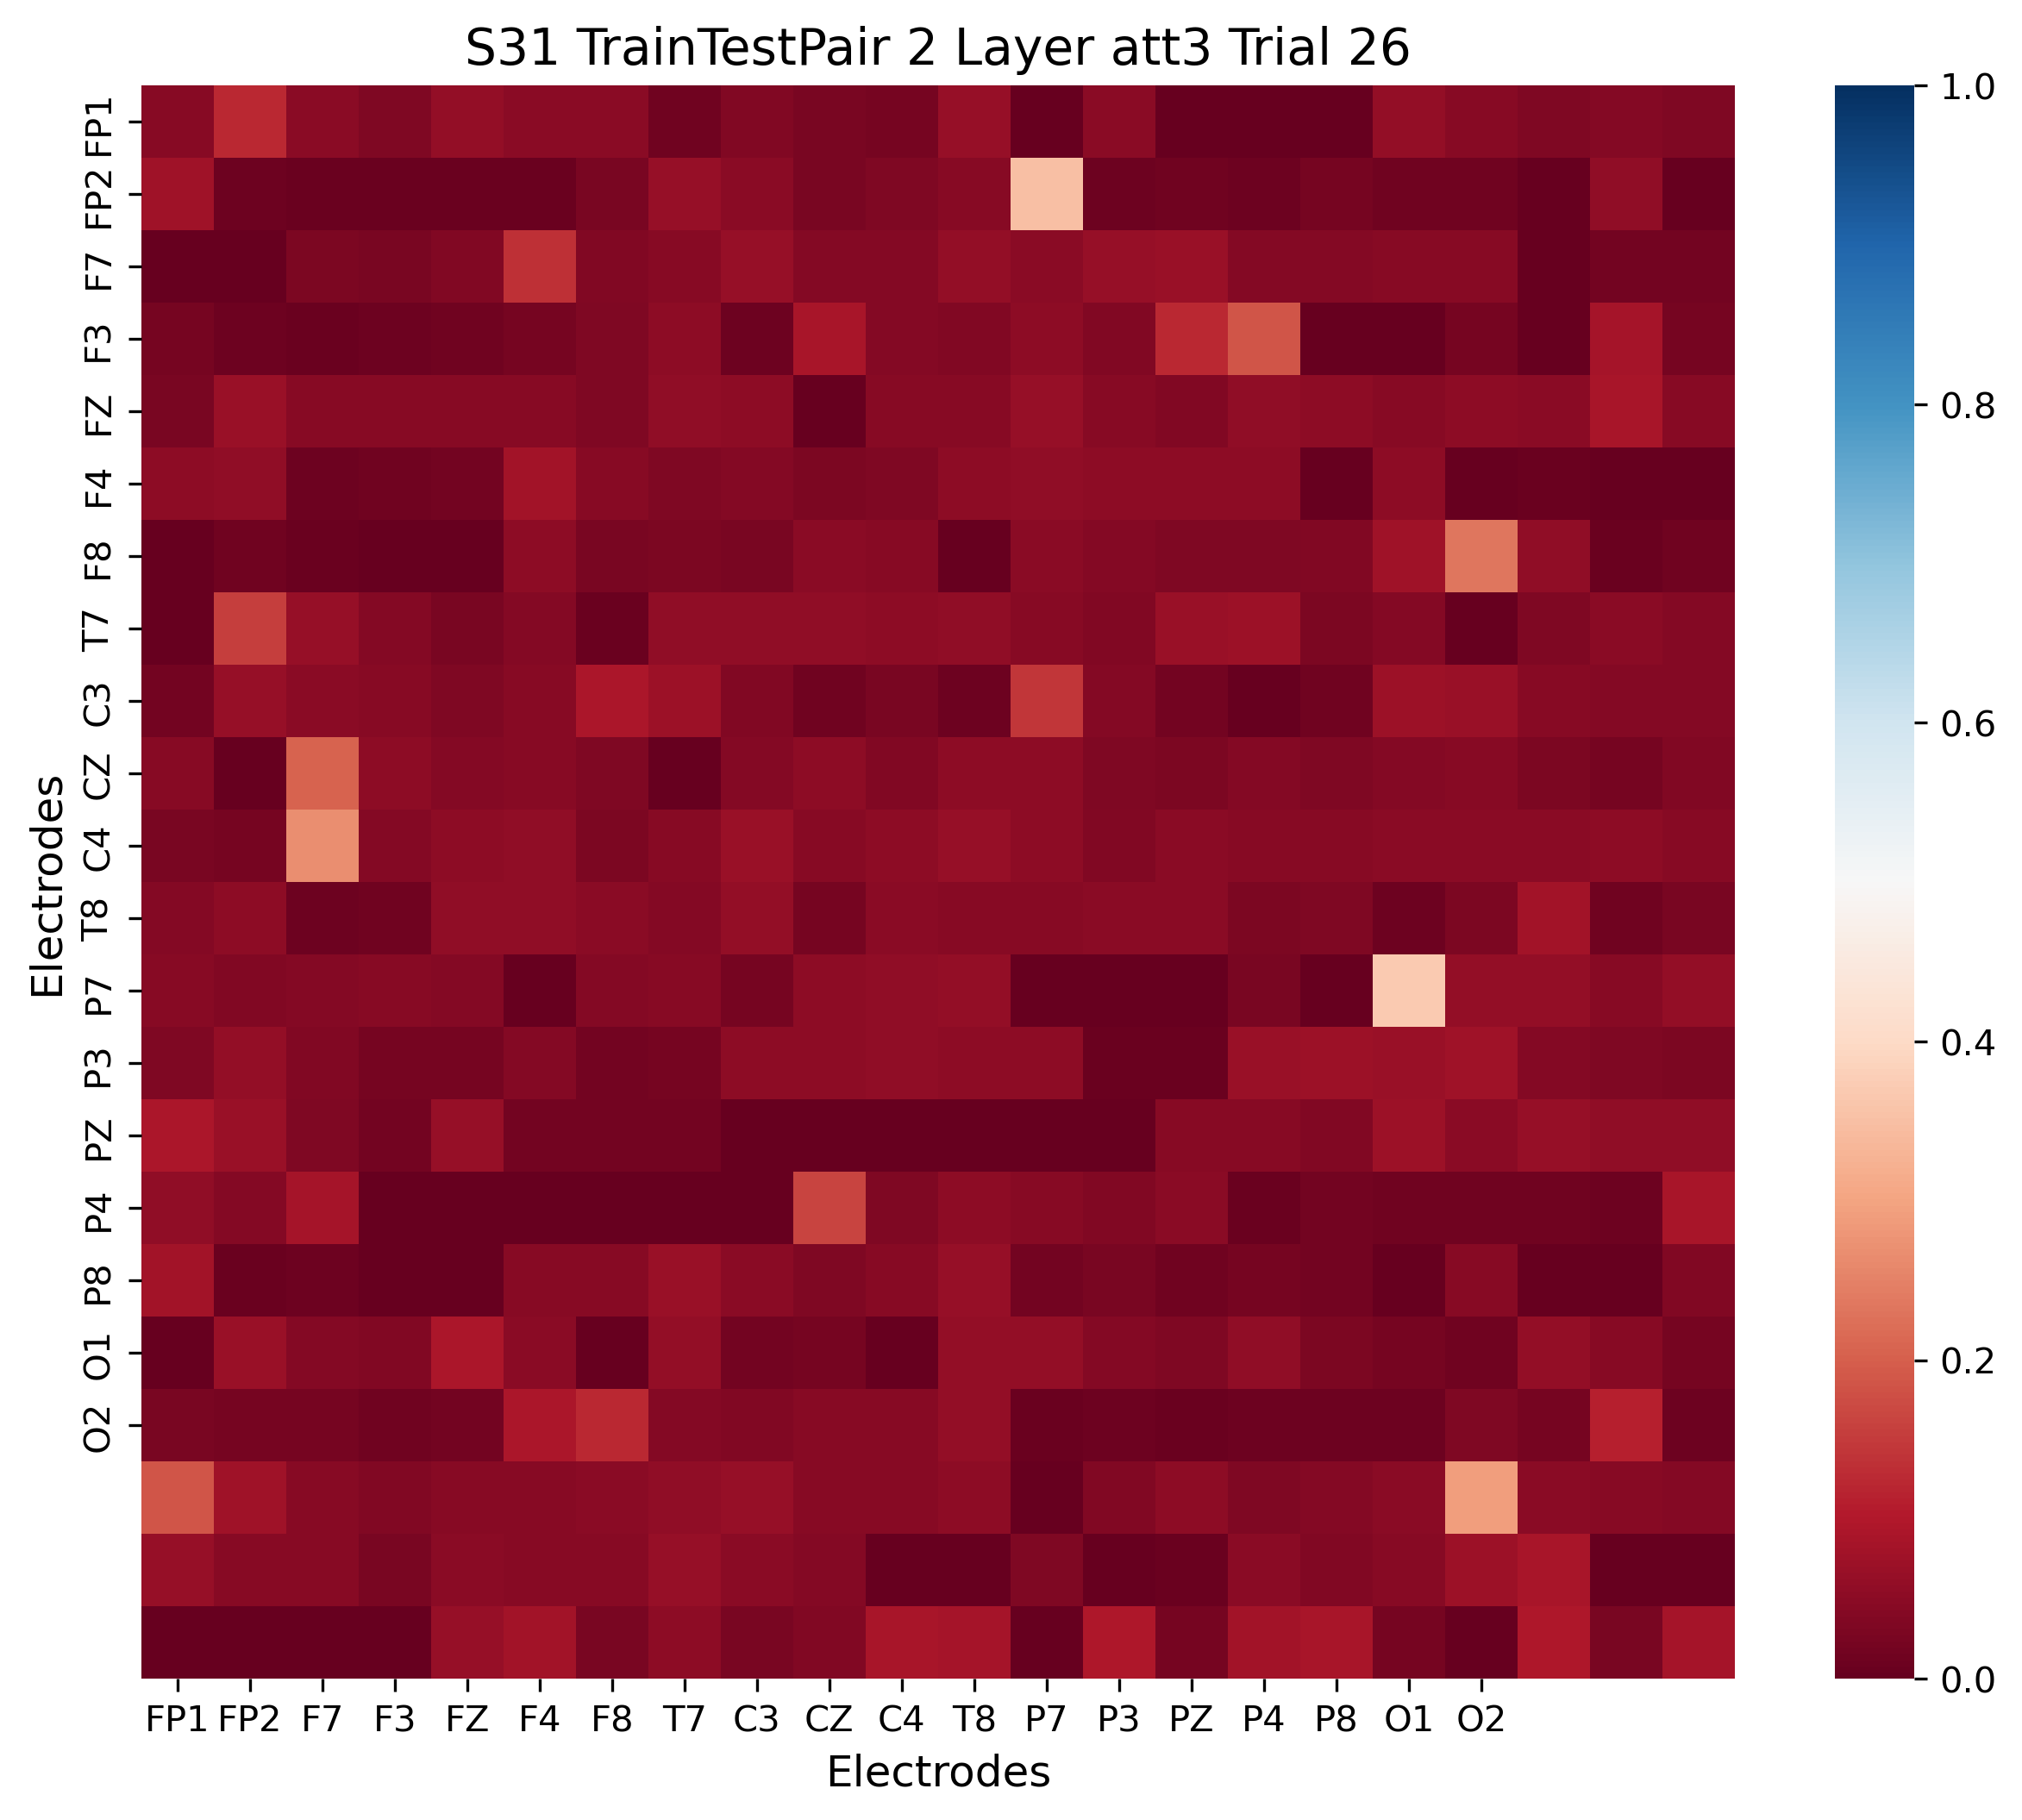 S31 TrainTestPair 2 Layer att3 Trial 26
Electrodes
FP1
FP2
F7
F3
FZ
F4
F8
T7
C3
CZ
C4
T8
P7
P3
PZ
P4
P8
O1
O2
FP1 FP2 F7 F3 FZ F4 F8 T7 C3 CZ C4 T8 P7 P3 PZ P4 P8 O1 O2
Electrodes
1.0
0.8
0.6
0.4
0.2
0.0